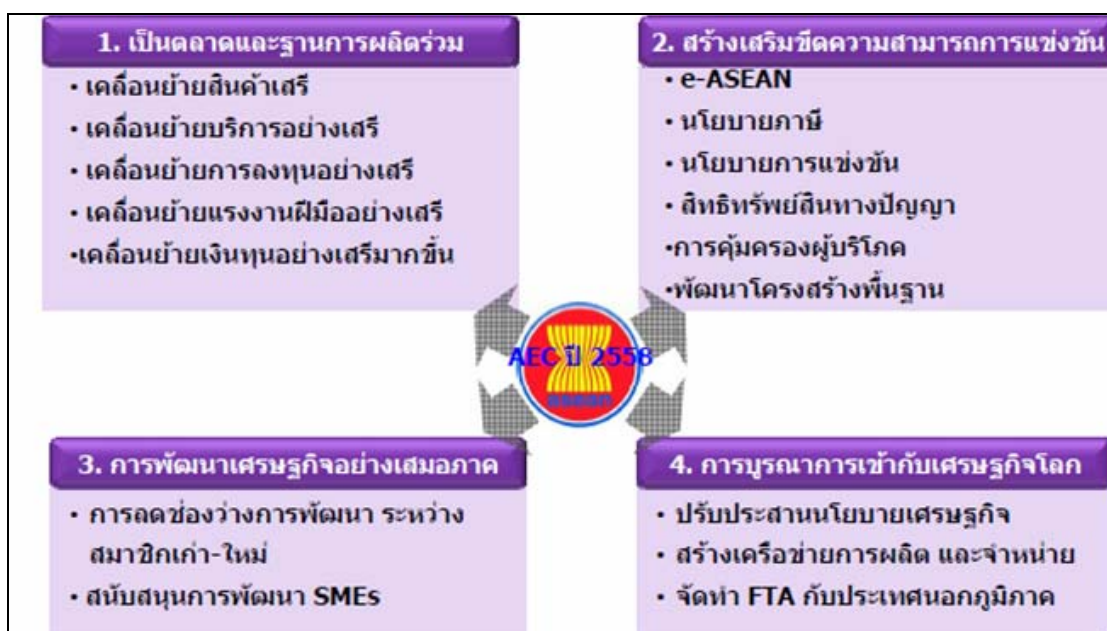 1. เป็นตลาดและฐานการผลิตร่วม
• เคลื่อนย้ายสินค้าเสรี
• เคลื่อนย้ายบริการอย่างเสรี
• เคลื่อนย้ายการลงทุนอย่างเสรี
• เคลื่อนย้ายแรงงานฝีมืออย่างเสรี
•เคลื่อนย้ายเงินทุนอย่างเสรีมากขึ้น
2. สร้างเสริมขีดความสามารถการแข่งขัน
• e-ASEAN
• นโยบายภาษี
• นโยบายการแข่งขัน
• สิทธิทรัพย์สินทางปัญญา
•การคุ้มครองผู้บริโภค
•พัฒนาโครงสร้างพื้นฐาน
AEC ปี 2558
asean
3. การพัฒนาเศรษฐกิจอย่างเสมอภาค
• การลดช่องว่างการพัฒนา ระหว่าง
สมาชิกเก่า-ใหม่
• สนับสนุนการพัฒนา SMEs
4. การบูรณาการเข้ากับเศรษฐกิจโลก
• ปรับประสานนโยบายเศรษฐกิจ
• สร้างเครือข่ายการผลิต และจำหน่าย
• จัดทำ FTA กับประเทศนอกภูมิภาค